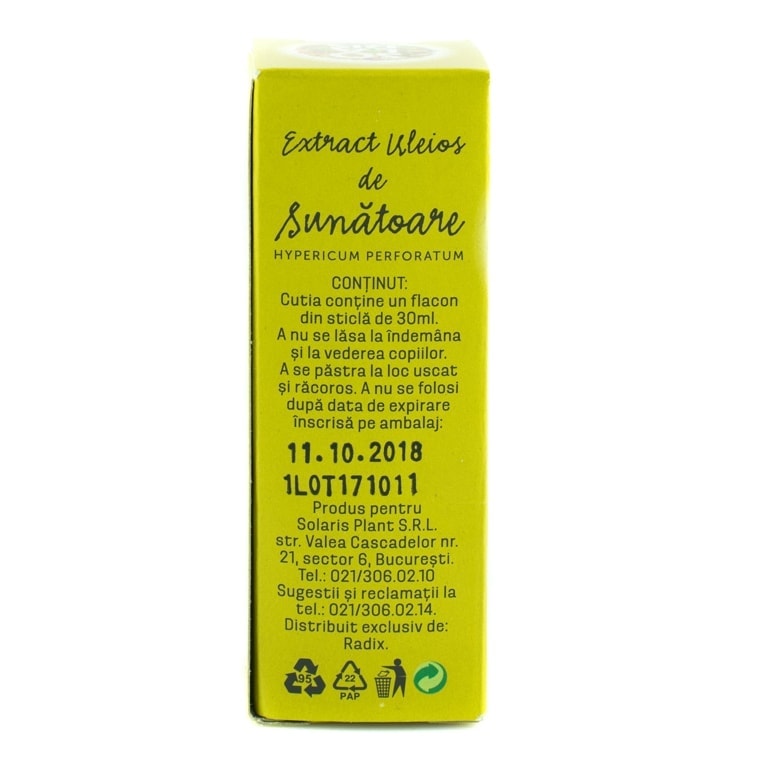 Extract Uleios
de
Sunătoare
HYPERICUM PERFORATUM
CONȚINUT:
Cutia conține un flacon
din sticlă de 30ml.
A nu se lăsa la îndemâna
și la vederea copiilor.
A se păstra la loc uscat
și răcoros. A nu se folosi
după data de expirare
înscrisă pe ambalaj:
11.10.2018
1LOT171011
Produs pentru
Solaris Plant S.R.L.
str. Valea Cascadelor nr.
21, sector 6, București.
Tel.: 021/306.02.10
Sugestii și reclamații la
tel.: 021/306.02.14.
Distribuit exclusiv de:
Radix.
95
22
PAP